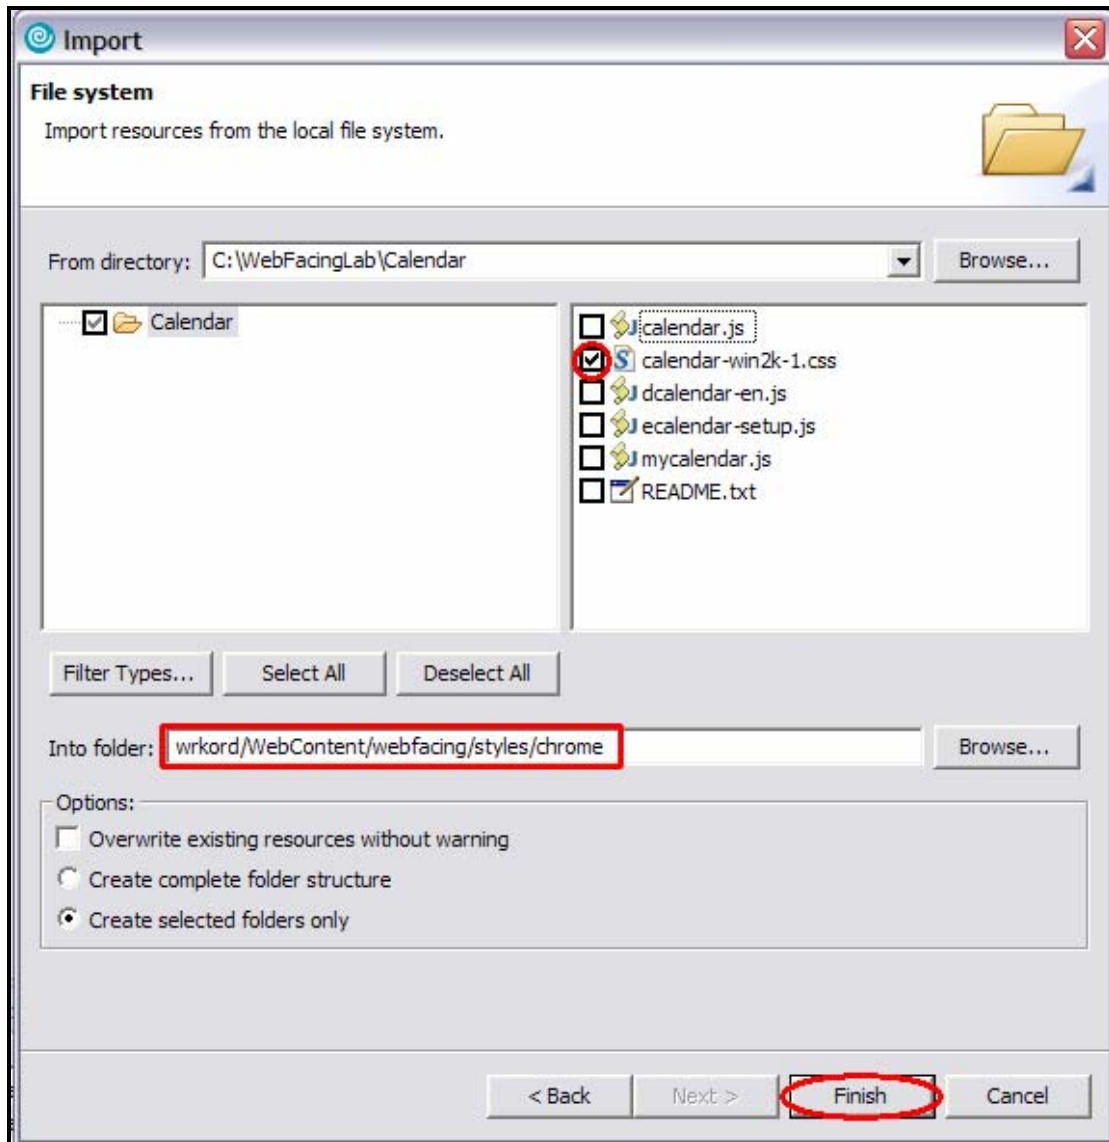 Import
File system
Import resources from the local file system.
From directory: C:\WebFacingLab\Calendar Browse...
Calendar
calendar.js
calendar-win2k-1.css
dcalendar-en.js
ecalendar-setup.js
mycalendar.js
README.txt
Filter Types... Select All Deselect All
Into folder: wrkord/WebContent/webfacing/styles/chrome Browse...
Options:
Overwrite existing resources without warning
Create complete folder structure
Create selected folders only
< Back Next > Finish Cancel